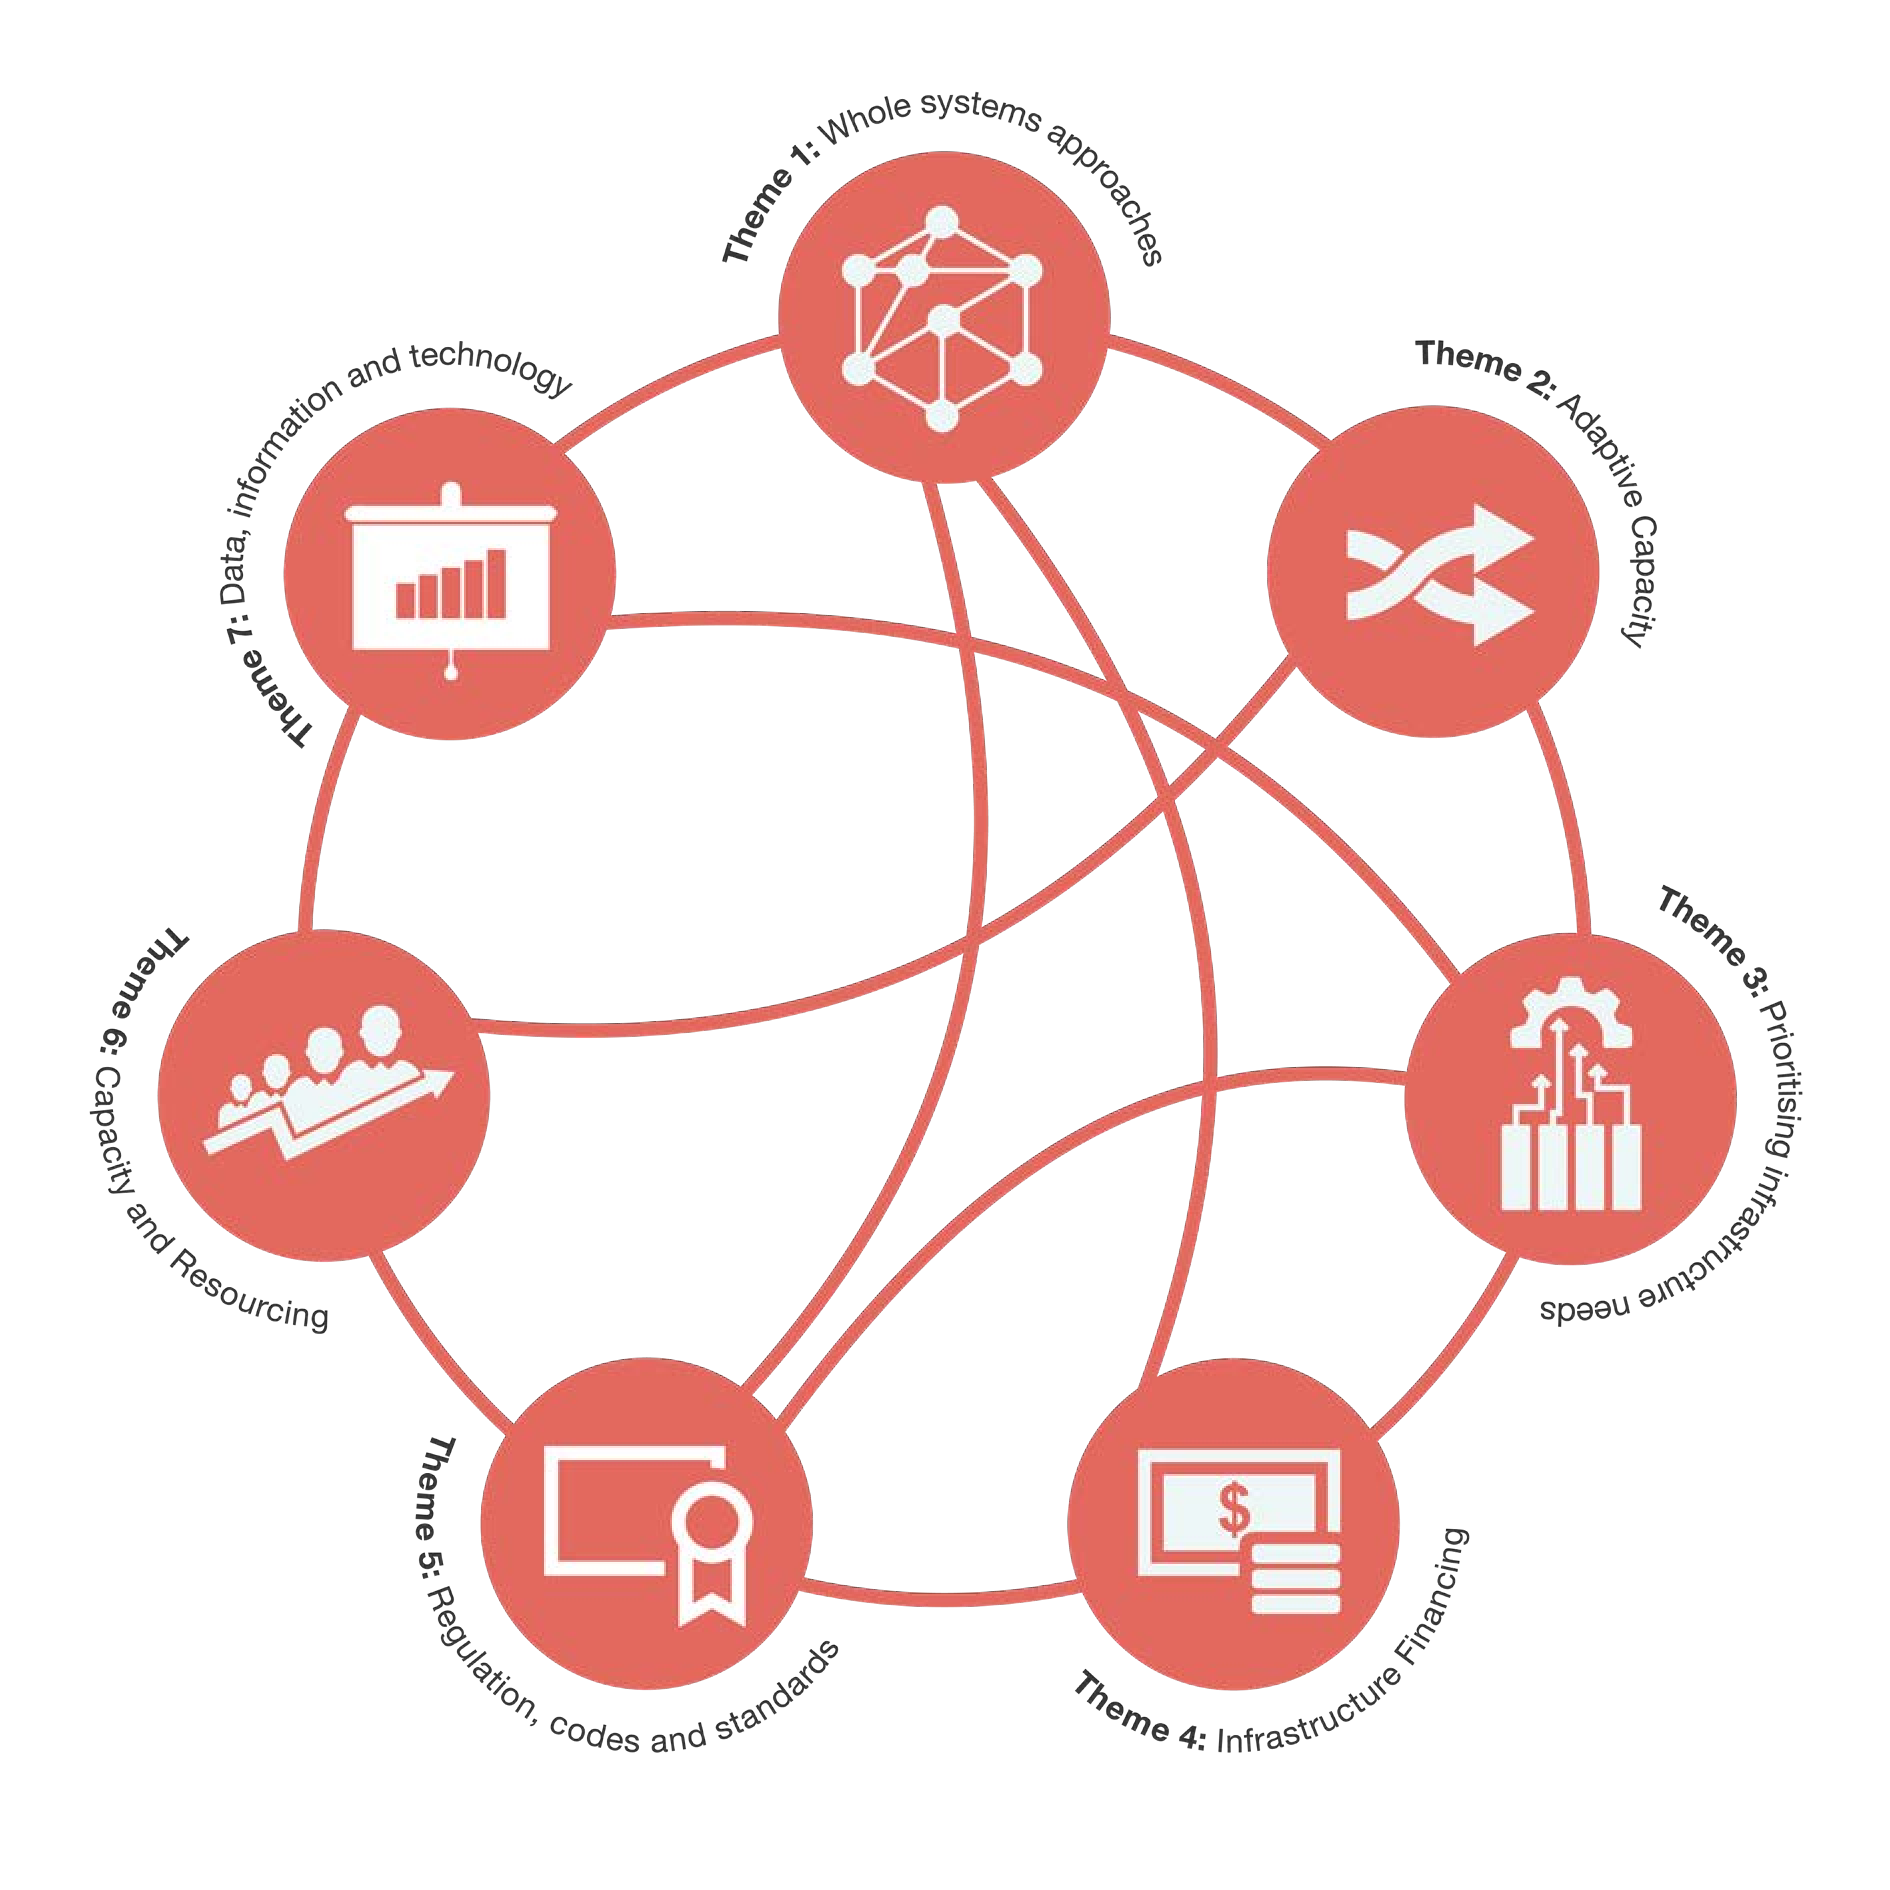 Theme 1: Whole systems approaches
Theme 2: Adaptive Capacity
Theme 3: Prioritising infrastructure needs
$
Theme 4: Infrastructure Financing
Theme 5: Regulation, codes and standards
Theme 6: Capacity and Resourcing
Theme 7: Data, information and technology